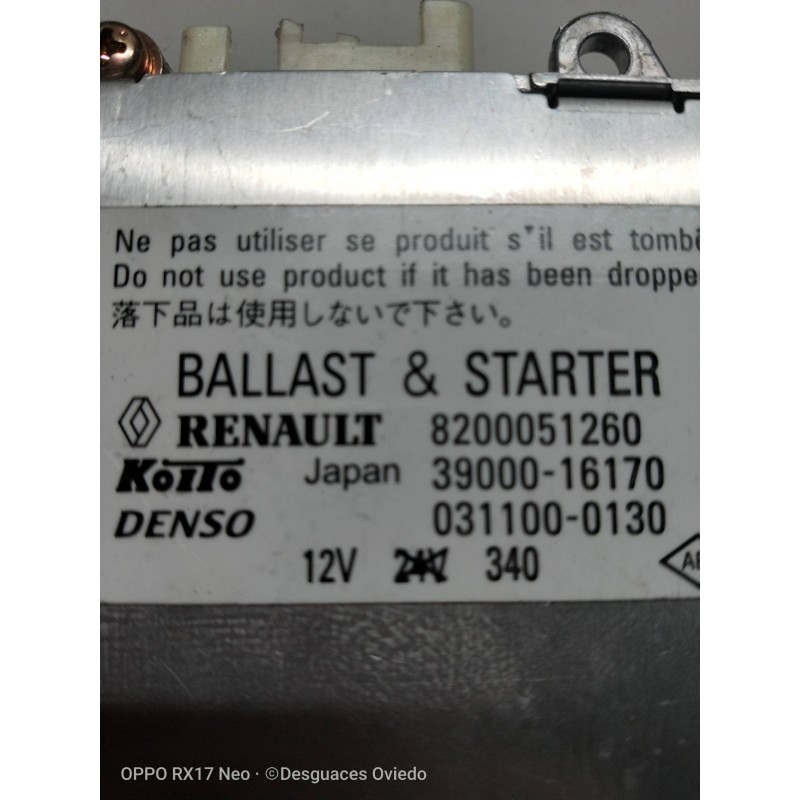 Ne pas utiliser se produit s'il est tombé
Do not use product if it has been droppe
落下品は使用しないで下さい。
BALLAST & STARTER
RENAULT 8200051260
KOITO Japan 39000-16170
DENSO 031100-0130
12V 24V 340
OPPO RX17 Neo · ©Desguaces Oviedo